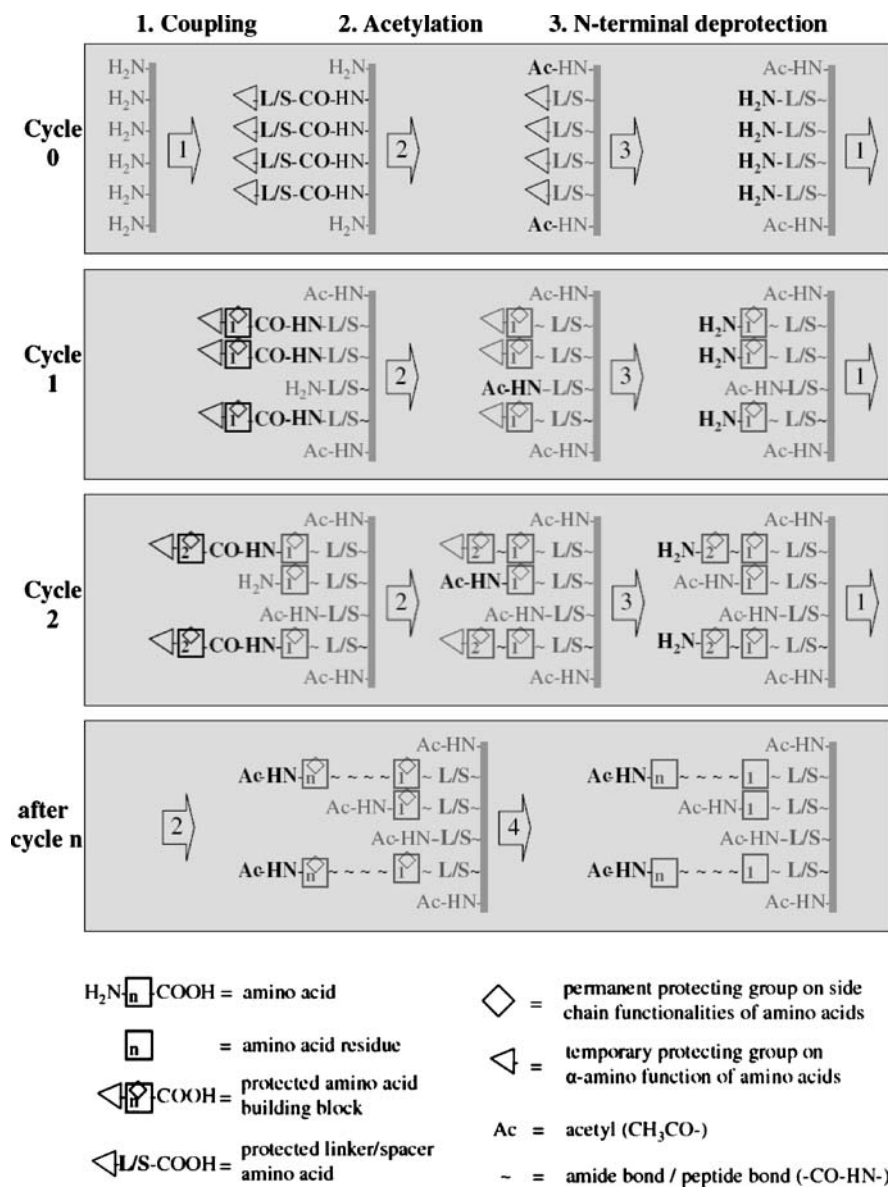 1. Coupling 2. Acetylation 3. N-terminal deprotection
Cycle 0
H₂N-
H₂N-
H₂N-
H₂N-
H₂N-
H₂N-
1
H₂N-
L/S-CO-HN-
L/S-CO-HN-
L/S-CO-HN-
L/S-CO-HN-
H₂N-
2
Ac-HN-
L/S~
L/S~
L/S~
L/S~
Ac-HN-
3
Ac-HN-
H₂N-L/S~
H₂N-L/S~
H₂N-L/S~
H₂N-L/S~
Ac-HN-
1
Cycle 1
Ac-HN-
1-CO-HN-L/S~
1-CO-HN-L/S~
H₂N-L/S~
1-CO-HN-L/S~
Ac-HN-
2
Ac-HN-
1 ~ L/S~
1 ~ L/S~
Ac-HN-L/S~
1 ~ L/S~
Ac-HN-
3
Ac-HN-
H₂N-1 ~ L/S~
H₂N-1 ~ L/S~
Ac-HN-L/S~
H₂N-1 ~ L/S~
Ac-HN-
1
Cycle 2
Ac-HN-
2-CO-HN-1 ~ L/S~
H₂N-1 ~ L/S~
Ac-HN-L/S~
2-CO-HN-1 ~ L/S~
Ac-HN-
2
Ac-HN-
2~1 ~ L/S~
Ac-HN-1 ~ L/S~
Ac-HN-L/S~
2~1 ~ L/S~
Ac-HN-
3
Ac-HN-
H₂N-2~1 ~ L/S~
Ac-HN-1 ~ L/S~
Ac-HN-L/S~
H₂N-2~1 ~ L/S~
Ac-HN-
1
after cycle n
2
Ac-HN-
Ac-HN-n ~ ~ ~ ~ 1 ~ L/S~
Ac-HN-1 ~ L/S~
Ac-HN-L/S~
Ac-HN-n ~ ~ ~ ~ 1 ~ L/S~
Ac-HN-
4
Ac-HN-
Ac-HN-n ~ ~ ~ ~ 1 ~ L/S~
Ac-HN-1 ~ L/S~
Ac-HN-L/S~
Ac-HN-n ~ ~ ~ ~ 1 ~ L/S~
Ac-HN-
H₂N-n-COOH = amino acid
n = amino acid residue
n-COOH = protected amino acid
building block
L/S-COOH = protected linker/spacer
amino acid
= permanent protecting group on side
chain functionalities of amino acids
= temporary protecting group on
α-amino function of amino acids
Ac = acetyl (CH₃CO-)
~ = amide bond / peptide bond (-CO-HN-)